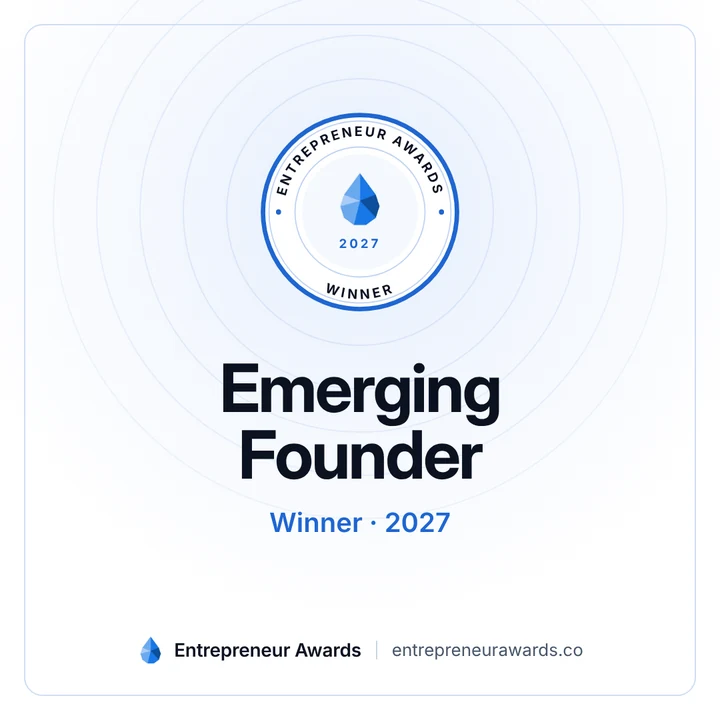 ENTREPRENEUR AWARDS
2027
WINNER
Emerging
Founder
Winner · 2027
Entrepreneur Awards | entrepreneurawards.co